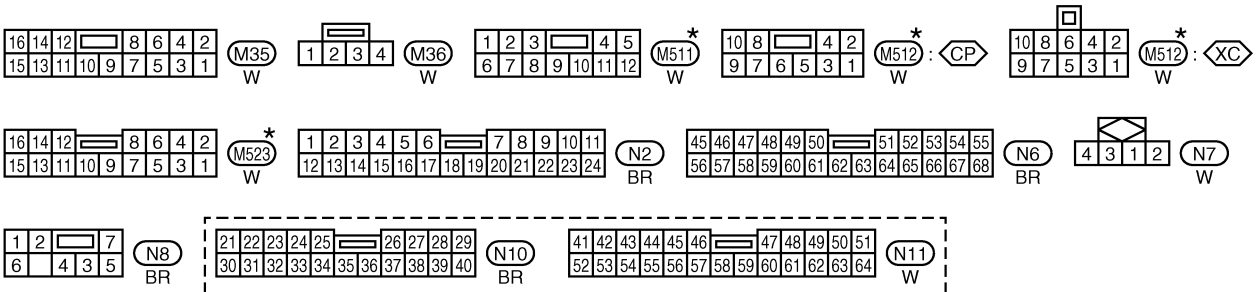 16 14 12 8 6 4 2
15 13 11 10 9 7 5 3 1
M35
W
1 2 3 4
M36
W
1 2 3 4 5
6 7 8 9 10 11 12
*
M511
W
10 8 4 2
9 7 6 5 3 1
*
M512 : CP
W
10 8 6 4 2
9 7 5 3 1
*
M512 : XC
W
16 14 12 8 6 4 2
15 13 11 10 9 7 5 3 1
*
M523
W
1 2 3 4 5 6 7 8 9 10 11
12 13 14 15 16 17 18 19 20 21 22 23 24
N2
BR
45 46 47 48 49 50 51 52 53 54 55
56 57 58 59 60 61 62 63 64 65 66 67 68
N6
BR
4 3 1 2
N7
W
1 2 7
6 4 3 5
N8
BR
21 22 23 24 25 26 27 28 29
30 31 32 33 34 35 36 37 38 39 40
N10
BR
41 42 43 44 45 46 47 48 49 50 51
52 53 54 55 56 57 58 59 60 61 62 63 64
N11
W